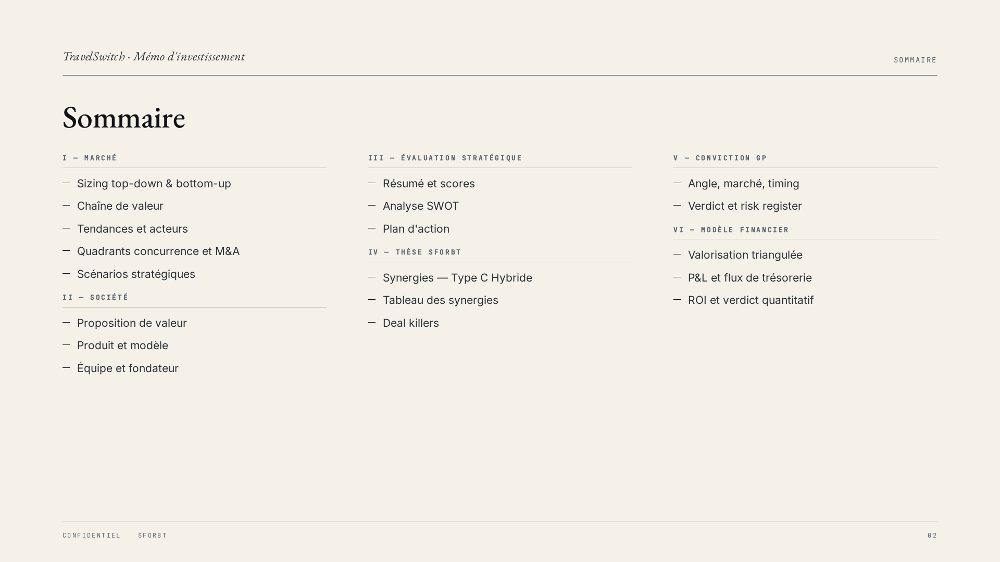 TravelSwitch · Mémo d'investissement
SOMMAIRE
Sommaire
I — MARCHÉ
— Sizing top-down & bottom-up
— Chaîne de valeur
— Tendances et acteurs
— Quadrants concurrence et M&A
— Scénarios stratégiques
II — SOCIÉTÉ
— Proposition de valeur
— Produit et modèle
— Équipe et fondateur
III — ÉVALUATION STRATÉGIQUE
— Résumé et scores
— Analyse SWOT
— Plan d'action
IV — THÈSE SFORBT
— Synergies — Type C Hybride
— Tableau des synergies
— Deal killers
V — CONVICTION GP
— Angle, marché, timing
— Verdict et risk register
VI — MODÈLE FINANCIER
— Valorisation triangulée
— P&L et flux de trésorerie
— ROI et verdict quantitatif
CONFIDENTIEL SFORBT
02